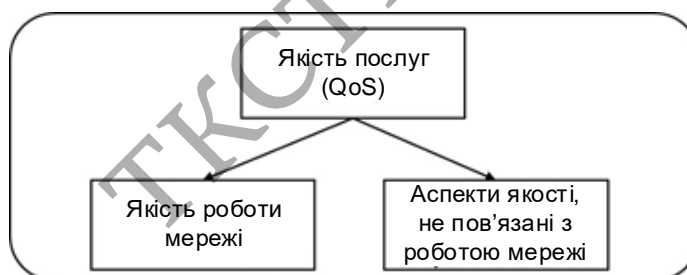 Якість послуг
(QoS)
Якість роботи
мережі
Аспекти якості,
не пов’язані з
роботою мережі